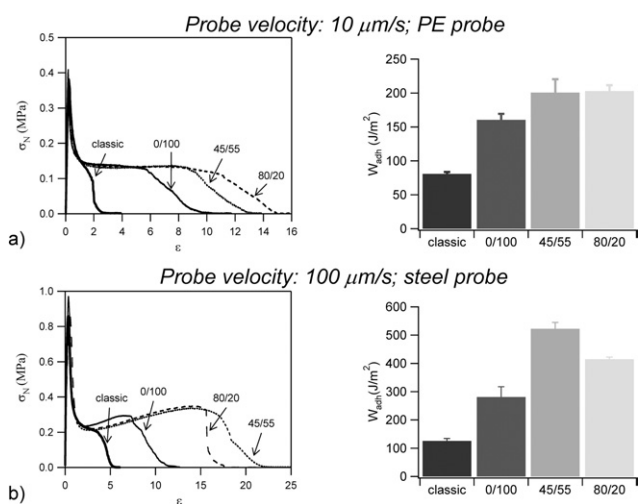 Probe velocity: 10 μm/s; PE probe
0.5
0.4
0.3
0.2
0.1
0.0
σN (MPa)
classic
0/100
45/55
80/20
0 2 4 6 8 10 12 14 16
ε
a)
250
200
150
100
50
0
Wadh (J/m²)
classic 0/100 45/55 80/20
Probe velocity: 100 μm/s; steel probe
1.0
0.8
0.6
0.4
0.2
0.0
σN (MPa)
classic
0/100
80/20
45/55
0 5 10 15 20 25
ε
b)
600
500
400
300
200
100
0
Wadh (J/m²)
classic 0/100 45/55 80/20